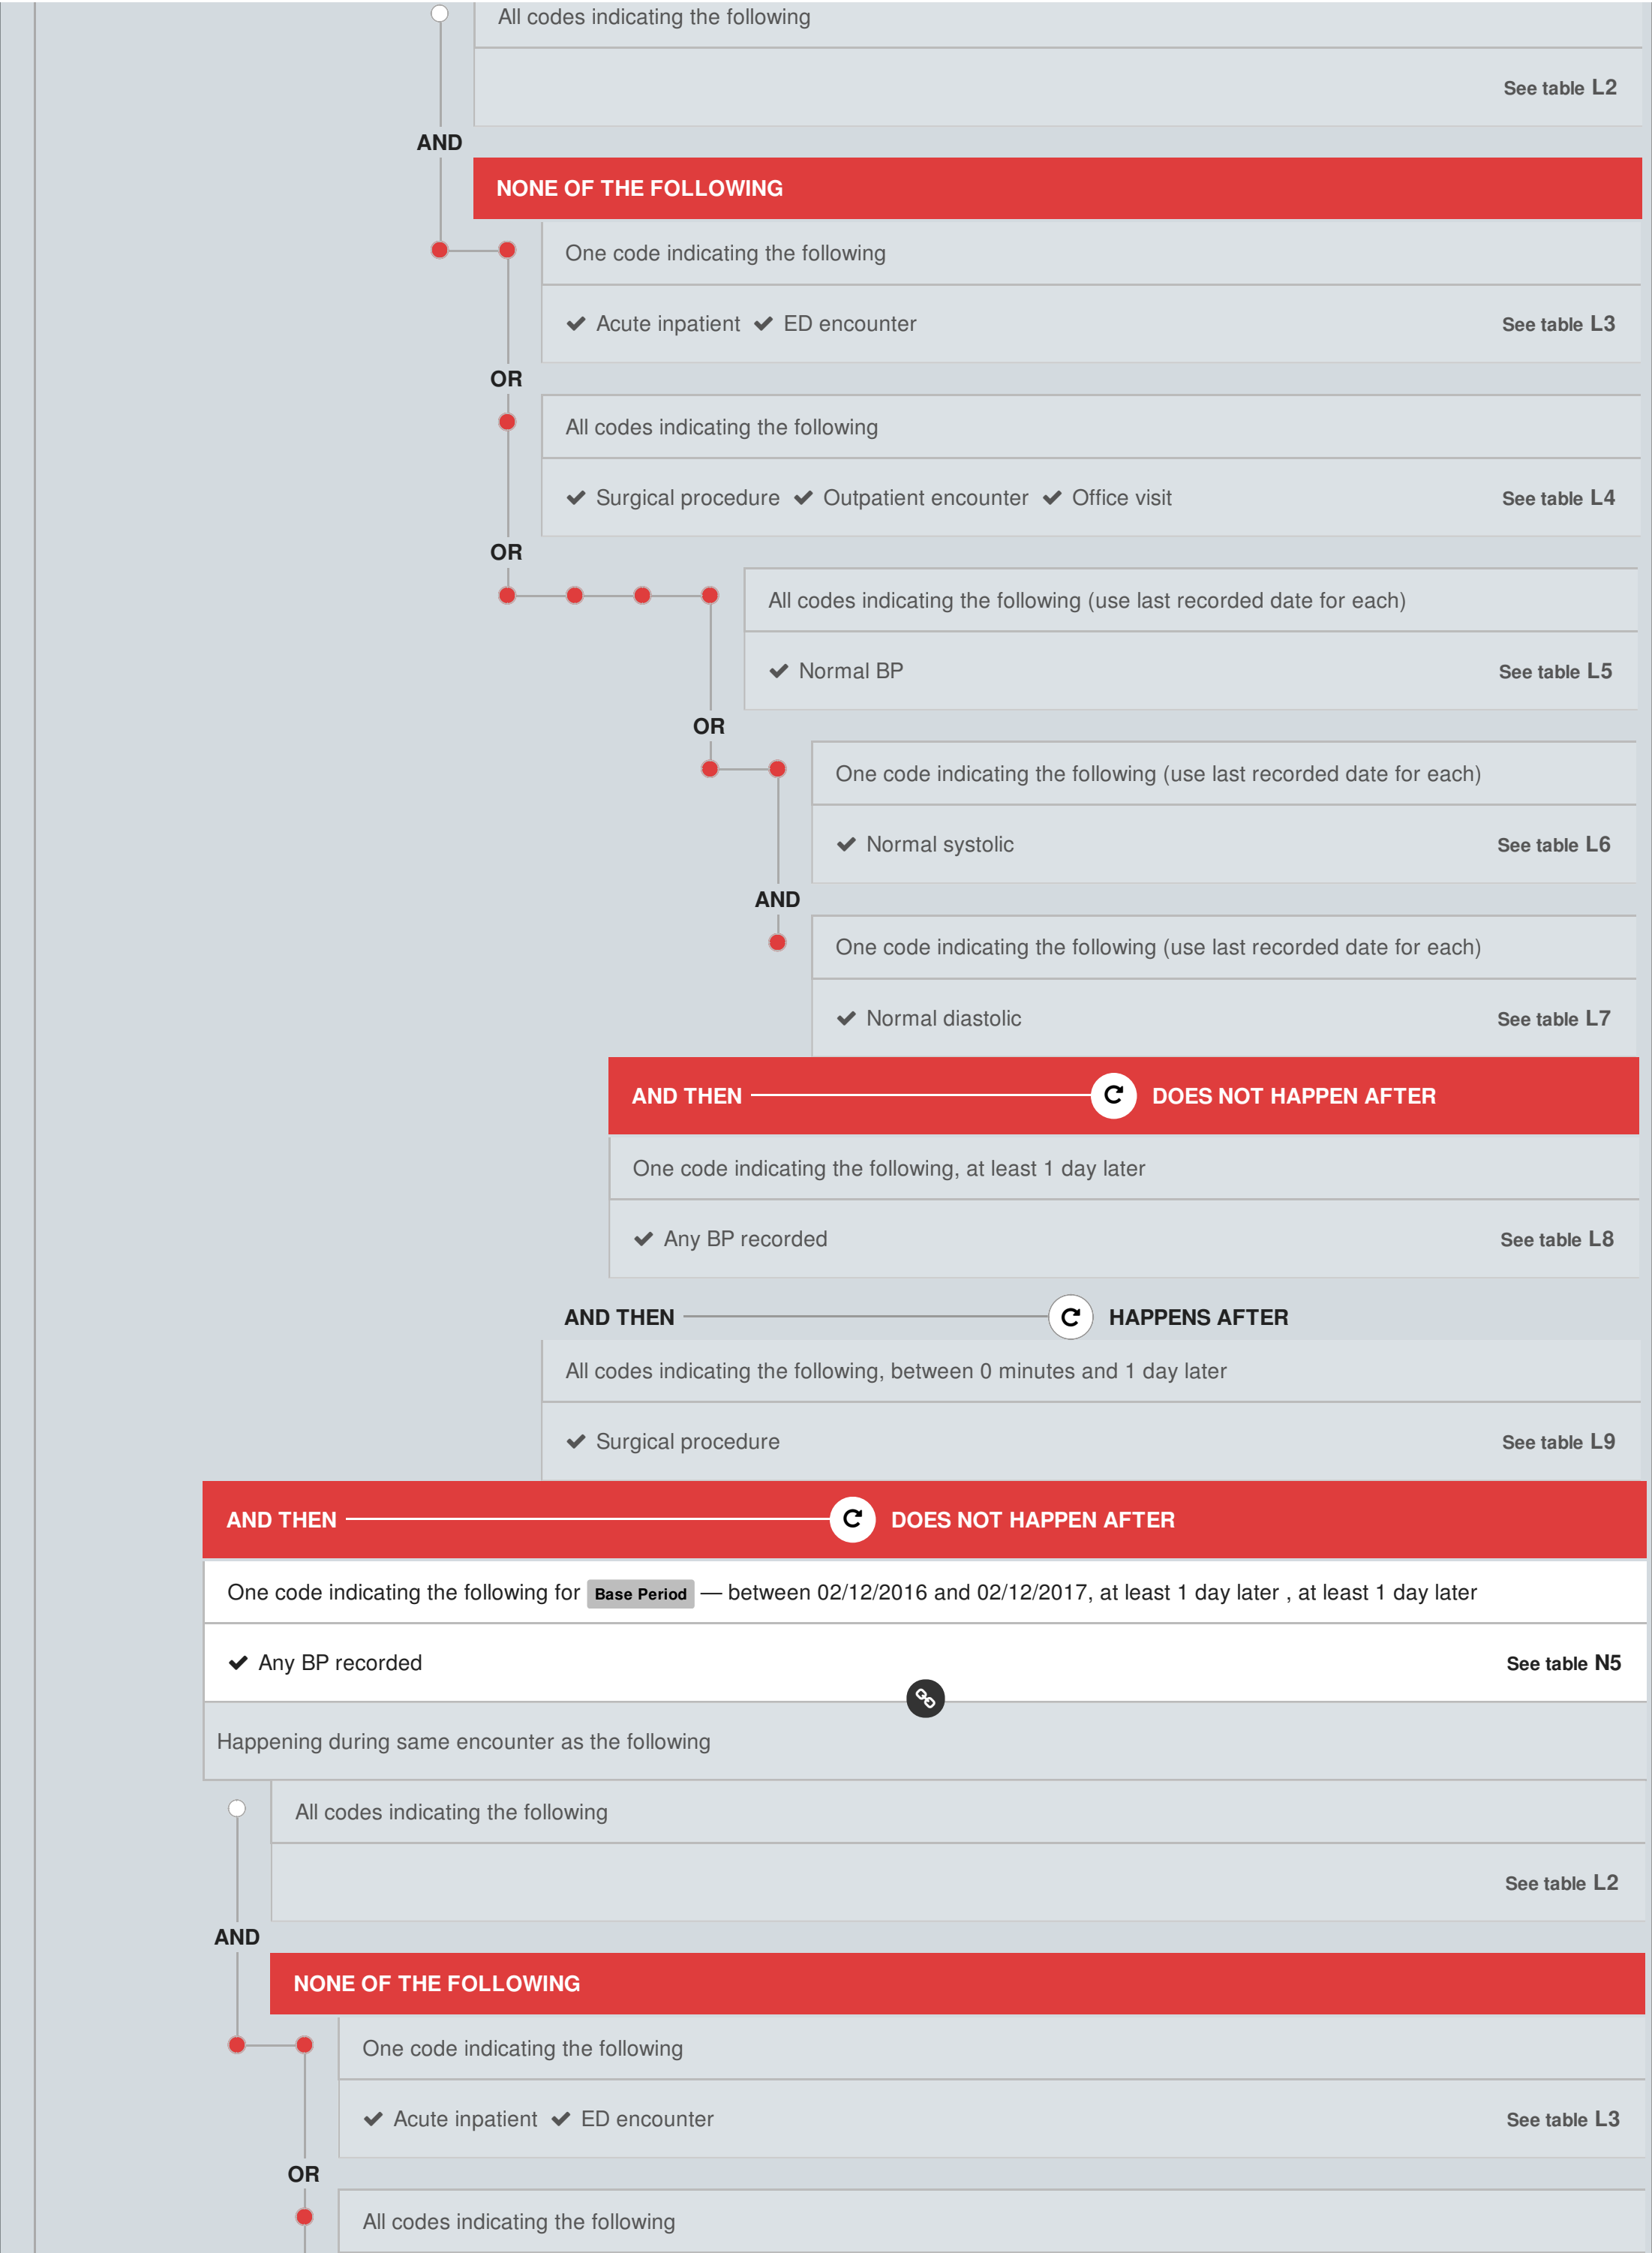 All codes indicating the following
See table L2
AND
NONE OF THE FOLLOWING
One code indicating the following
Acute inpatient ED encounter See table L3
OR
All codes indicating the following
Surgical procedure Outpatient encounter Office visit See table L4
OR
All codes indicating the following (use last recorded date for each)
Normal BP See table L5
OR
One code indicating the following (use last recorded date for each)
Normal systolic See table L6
AND
One code indicating the following (use last recorded date for each)
Normal diastolic See table L7
AND THEN DOES NOT HAPPEN AFTER
One code indicating the following, at least 1 day later
Any BP recorded See table L8
AND THEN HAPPENS AFTER
All codes indicating the following, between 0 minutes and 1 day later
Surgical procedure See table L9
AND THEN DOES NOT HAPPEN AFTER
One code indicating the following for Base Period — between 02/12/2016 and 02/12/2017, at least 1 day later , at least 1 day later
Any BP recorded See table N5
Happening during same encounter as the following
All codes indicating the following
See table L2
AND
NONE OF THE FOLLOWING
One code indicating the following
Acute inpatient ED encounter See table L3
OR
All codes indicating the following